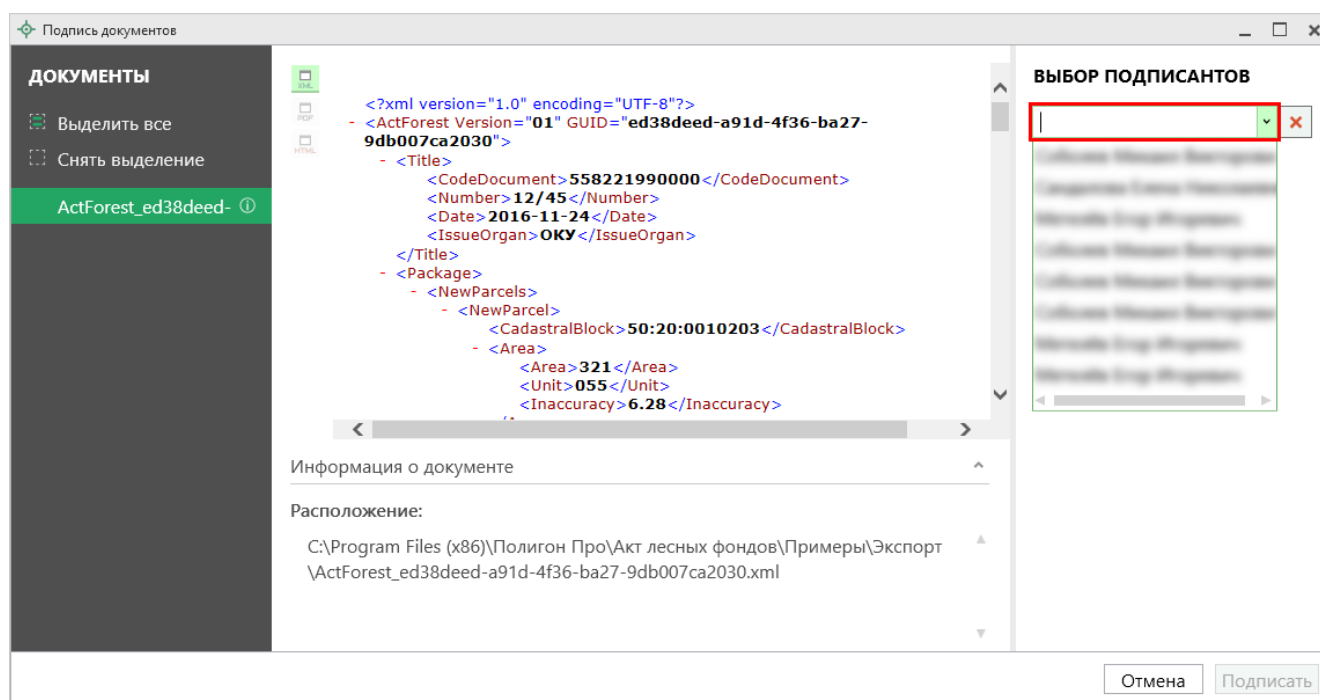 Подпись документов
ДОКУМЕНТЫ
Выделить все
Снять выделение
ActForest_ed38deed-
XML
PDF
HTML
<?xml version="1.0" encoding="UTF-8"?>
- <ActForest Version="01" GUID="ed38deed-a91d-4f36-ba27-
9db007ca2030">
- <Title>
<CodeDocument>558221990000</CodeDocument>
<Number>12/45</Number>
<Date>2016-11-24</Date>
<IssueOrgan>ОКУ</IssueOrgan>
</Title>
- <Package>
- <NewParcels>
- <NewParcel>
<CadastralBlock>50:20:0010203</CadastralBlock>
- <Area>
<Area>321</Area>
<Unit>055</Unit>
<Inaccuracy>6.28</Inaccuracy>
Информация о документе
Расположение:
C:\Program Files (x86)\Полигон Про\Акт лесных фондов\Примеры\Экспорт
\ActForest_ed38deed-a91d-4f36-ba27-9db007ca2030.xml
ВЫБОР ПОДПИСАНТОВ
Отмена
Подписать